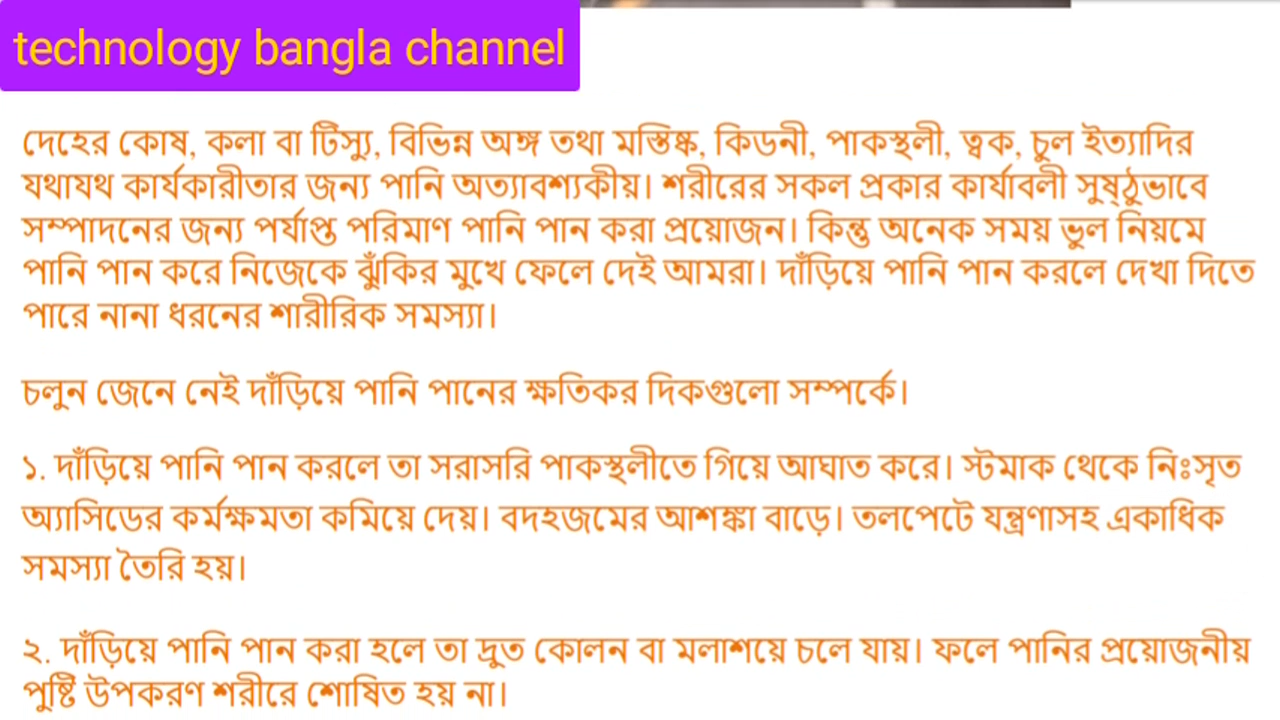 technology bangla channel
দেহের কোষ, কলা বা টিস্যু, বিভিন্ন অঙ্গ তথা মস্তিষ্ক, কিডনী, পাকস্থলী, ত্বক, চুল ইত্যাদির
যথাযথ কার্যকারীতার জন্য পানি অত্যাবশ্যকীয়। শরীরের সকল প্রকার কার্যাবলী সুষ্ঠুভাবে
সম্পাদনের জন্য পর্যাপ্ত পরিমাণ পানি পান করা প্রয়োজন। কিন্তু অনেক সময় ভুল নিয়মে
পানি পান করে নিজেকে ঝুঁকির মুখে ফেলে দেই আমরা। দাঁড়িয়ে পানি পান করলে দেখা দিতে
পারে নানা ধরনের শারীরিক সমস্যা।
চলুন জেনে নেই দাঁড়িয়ে পানি পানের ক্ষতিকর দিকগুলো সম্পর্কে।
১. দাঁড়িয়ে পানি পান করলে তা সরাসরি পাকস্থলীতে গিয়ে আঘাত করে। স্টমাক থেকে নিঃসৃত
অ্যাসিডের কর্মক্ষমতা কমিয়ে দেয়। বদহজমের আশঙ্কা বাড়ে। তলপেটে যন্ত্রণাসহ একাধিক
সমস্যা তৈরি হয়।
২. দাঁড়িয়ে পানি পান করা হলে তা দ্রুত কোলন বা মলাশয়ে চলে যায়। ফলে পানির প্রয়োজনীয়
পুষ্টি উপকরণ শরীরে শোষিত হয় না।